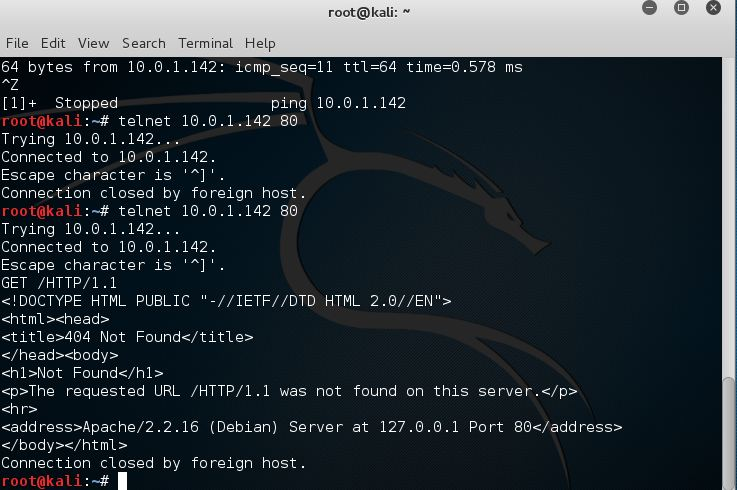 root@kali: ~
File Edit View Search Terminal Help
64 bytes from 10.0.1.142: icmp_seq=11 ttl=64 time=0.578 ms
^Z
[1]+  Stopped                 ping 10.0.1.142
root@kali:~# telnet 10.0.1.142 80
Trying 10.0.1.142...
Connected to 10.0.1.142.
Escape character is '^]'.
Connection closed by foreign host.
root@kali:~# telnet 10.0.1.142 80
Trying 10.0.1.142...
Connected to 10.0.1.142.
Escape character is '^]'.
GET /HTTP/1.1
<!DOCTYPE HTML PUBLIC "-//IETF//DTD HTML 2.0//EN">
<html><head>
<title>404 Not Found</title>
</head><body>
<h1>Not Found</h1>
<p>The requested URL /HTTP/1.1 was not found on this server.</p>
<hr>
<address>Apache/2.2.16 (Debian) Server at 127.0.0.1 Port 80</address>
</body></html>
Connection closed by foreign host.
root@kali:~#